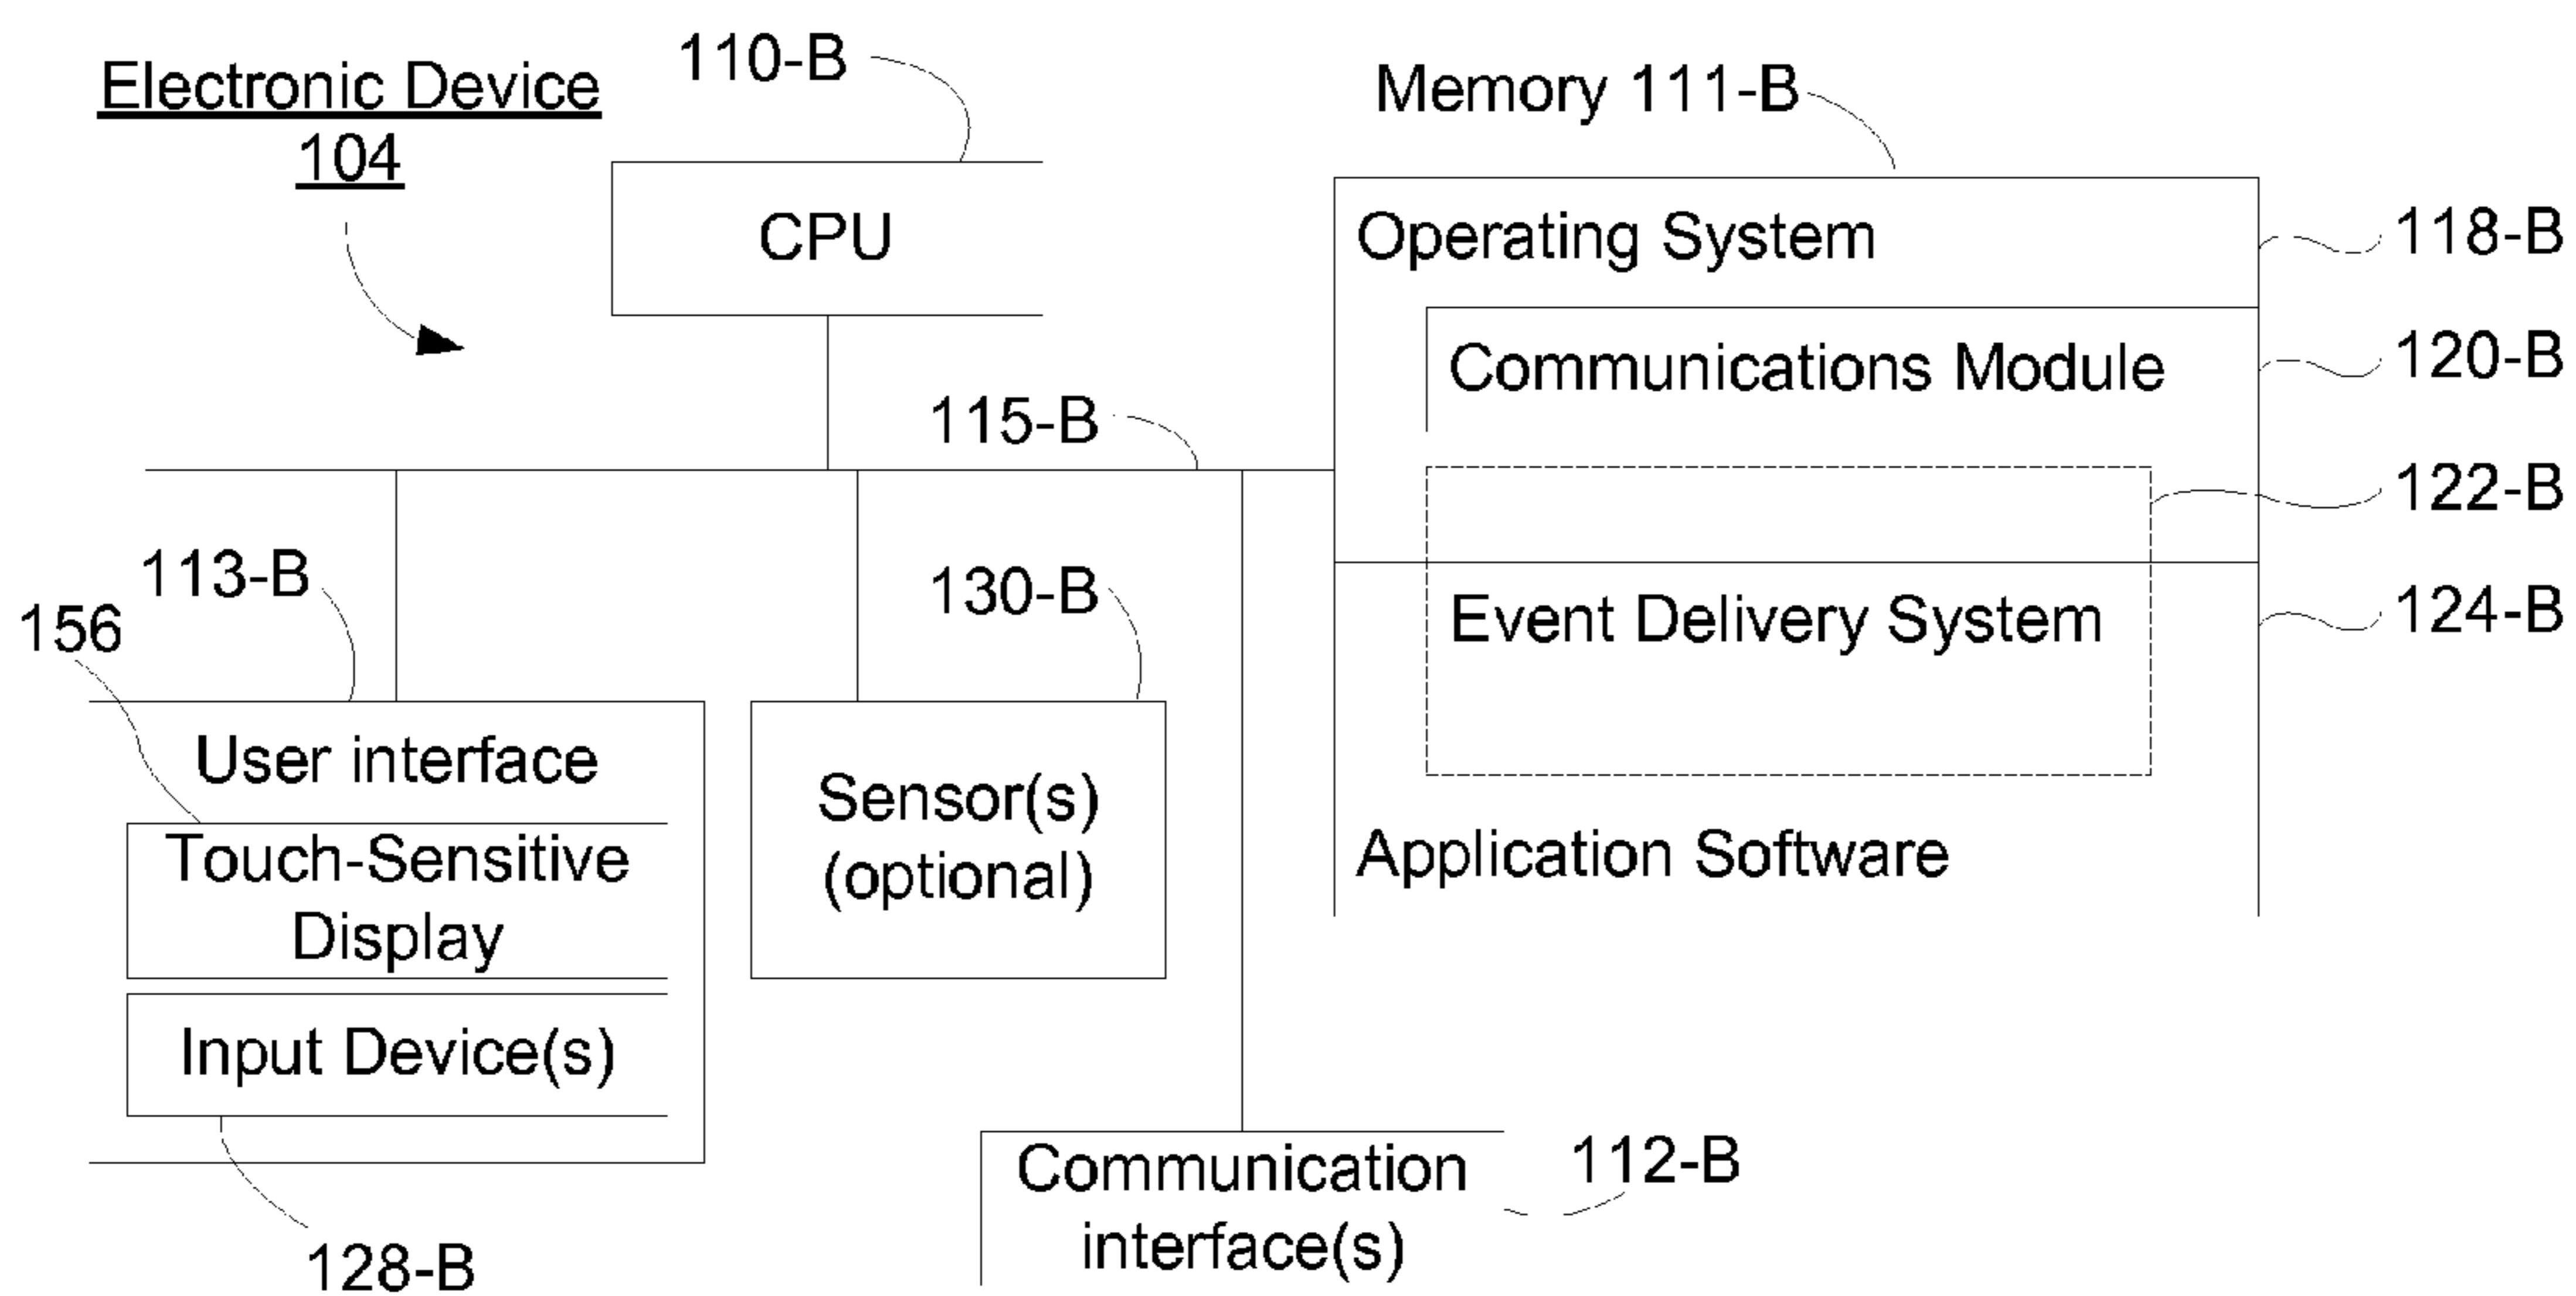 Electronic Device
104
110-B
CPU
Memory 111-B
Operating System
118-B
Communications Module
120-B
115-B
122-B
Event Delivery System
124-B
Application Software
113-B
156
User interface
Touch-Sensitive
Display
Input Device(s)
128-B
130-B
Sensor(s)
(optional)
Communication
interface(s)
112-B